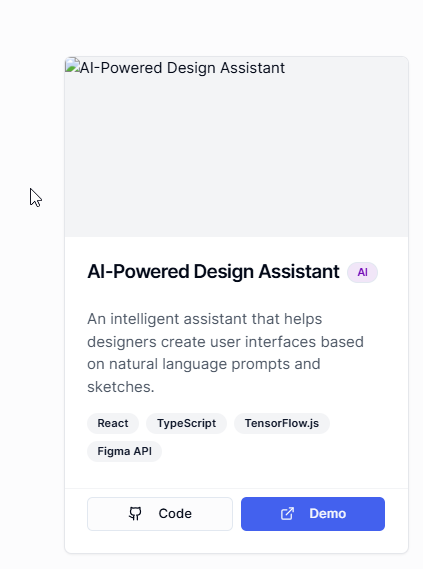 AI-Powered Design Assistant
AI-Powered Design Assistant AI
An intelligent assistant that helps
designers create user interfaces based
on natural language prompts and
sketches.
React TypeScript TensorFlow.js
Figma API
Code Demo